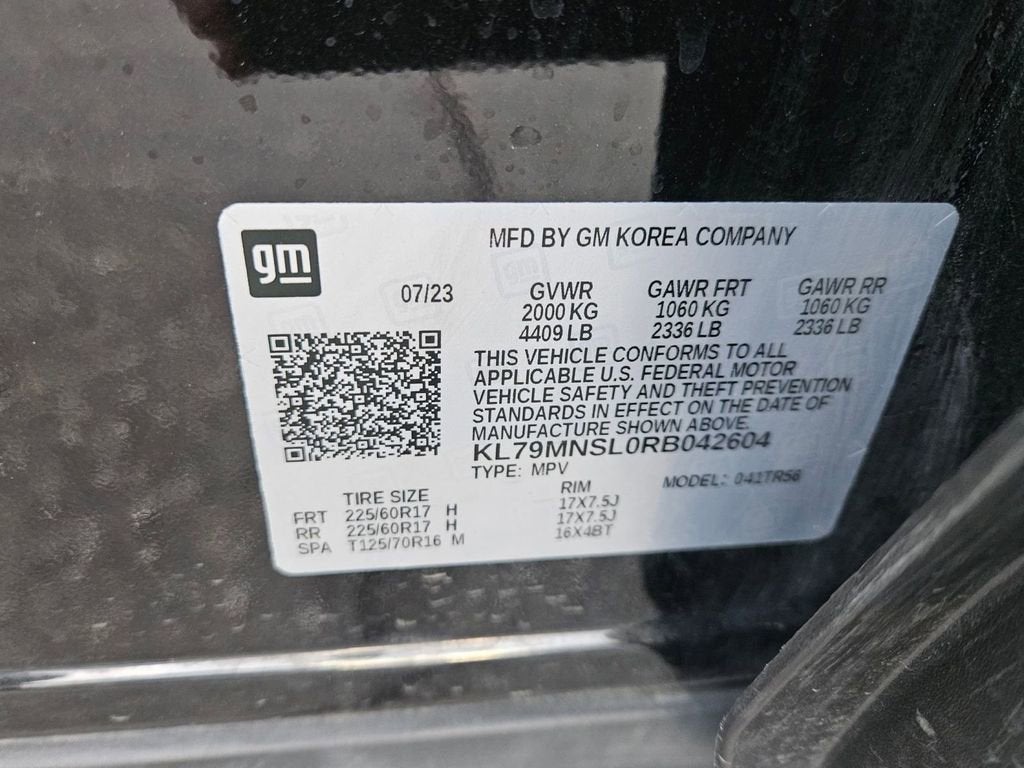 gm
MFD BY GM KOREA COMPANY
07/23 GVWR GAWR FRT GAWR RR
2000 KG 1060 KG 1060 KG
4409 LB 2336 LB 2336 LB
THIS VEHICLE CONFORMS TO ALL
APPLICABLE U.S. FEDERAL MOTOR
VEHICLE SAFETY AND THEFT PREVENTION
STANDARDS IN EFFECT ON THE DATE OF
MANUFACTURE SHOWN ABOVE.
KL79MNSL0RB042604
TYPE: MPV MODEL: 041TR56
TIRE SIZE RIM
FRT 225/60R17 H 17X7.5J
RR 225/60R17 H 17X7.5J
SPA T125/70R16 M 16X4BT